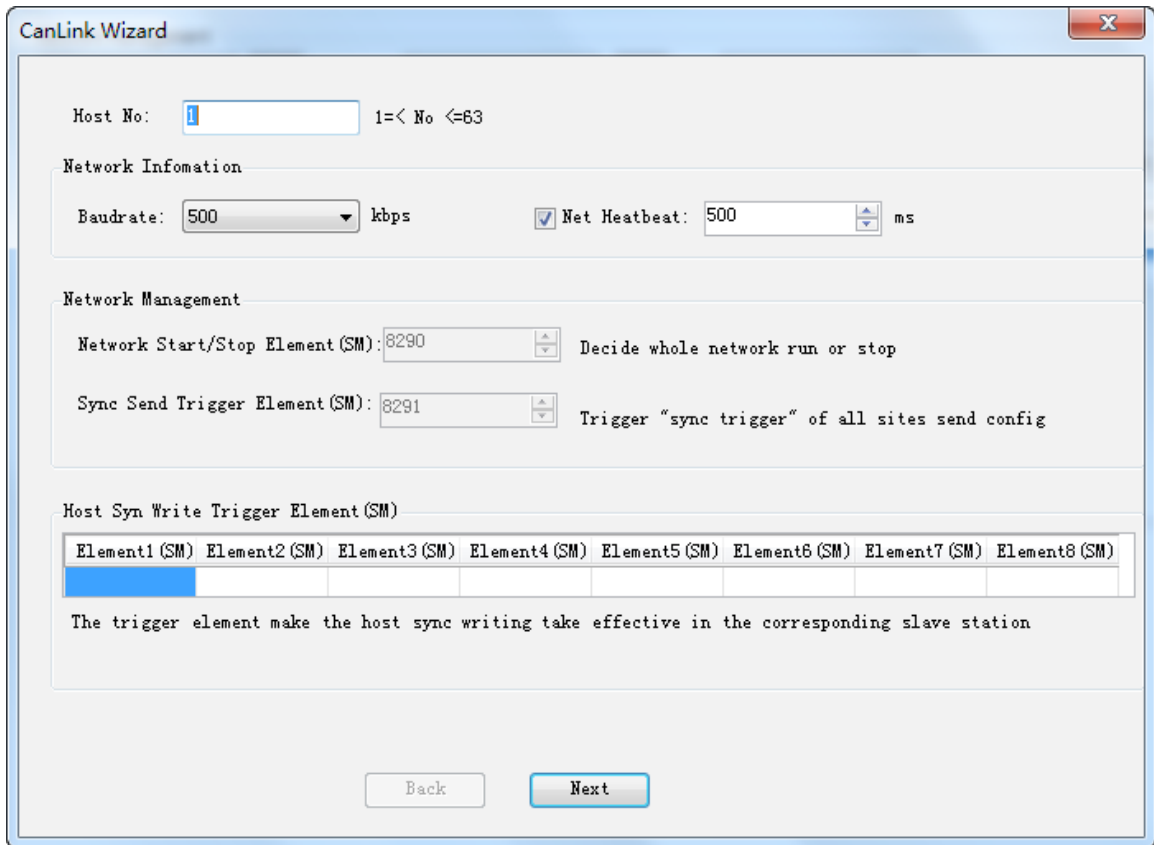 CanLink Wizard
Host No: 1 1=< No <=63
Network Infomation
Baudrate: 500 kbps Net Heatbeat: 500 ms
Network Management
Network Start/Stop Element(SM): 8290 Decide whole network run or stop
Sync Send Trigger Element(SM): 8291 Trigger "sync trigger" of all sites send config
Host Syn Write Trigger Element(SM)
Element1(SM) Element2(SM) Element3(SM) Element4(SM) Element5(SM) Element6(SM) Element7(SM) Element8(SM)
The trigger element make the host sync writing take effective in the corresponding slave station
Back Next